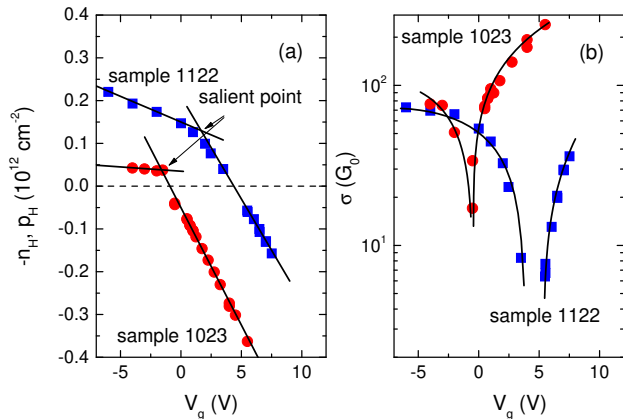 (a)
sample 1122
salient point
sample 1023
-n_H, p_H (10^12 cm^-2)
0.4
0.3
0.2
0.1
0.0
-0.1
-0.2
-0.3
-0.4
-5 0 5 10
V_g (V)
sample 1023
(b)
sample 1122
σ (G_0)
10^2
10^1
-5 0 5 10
V_g (V)